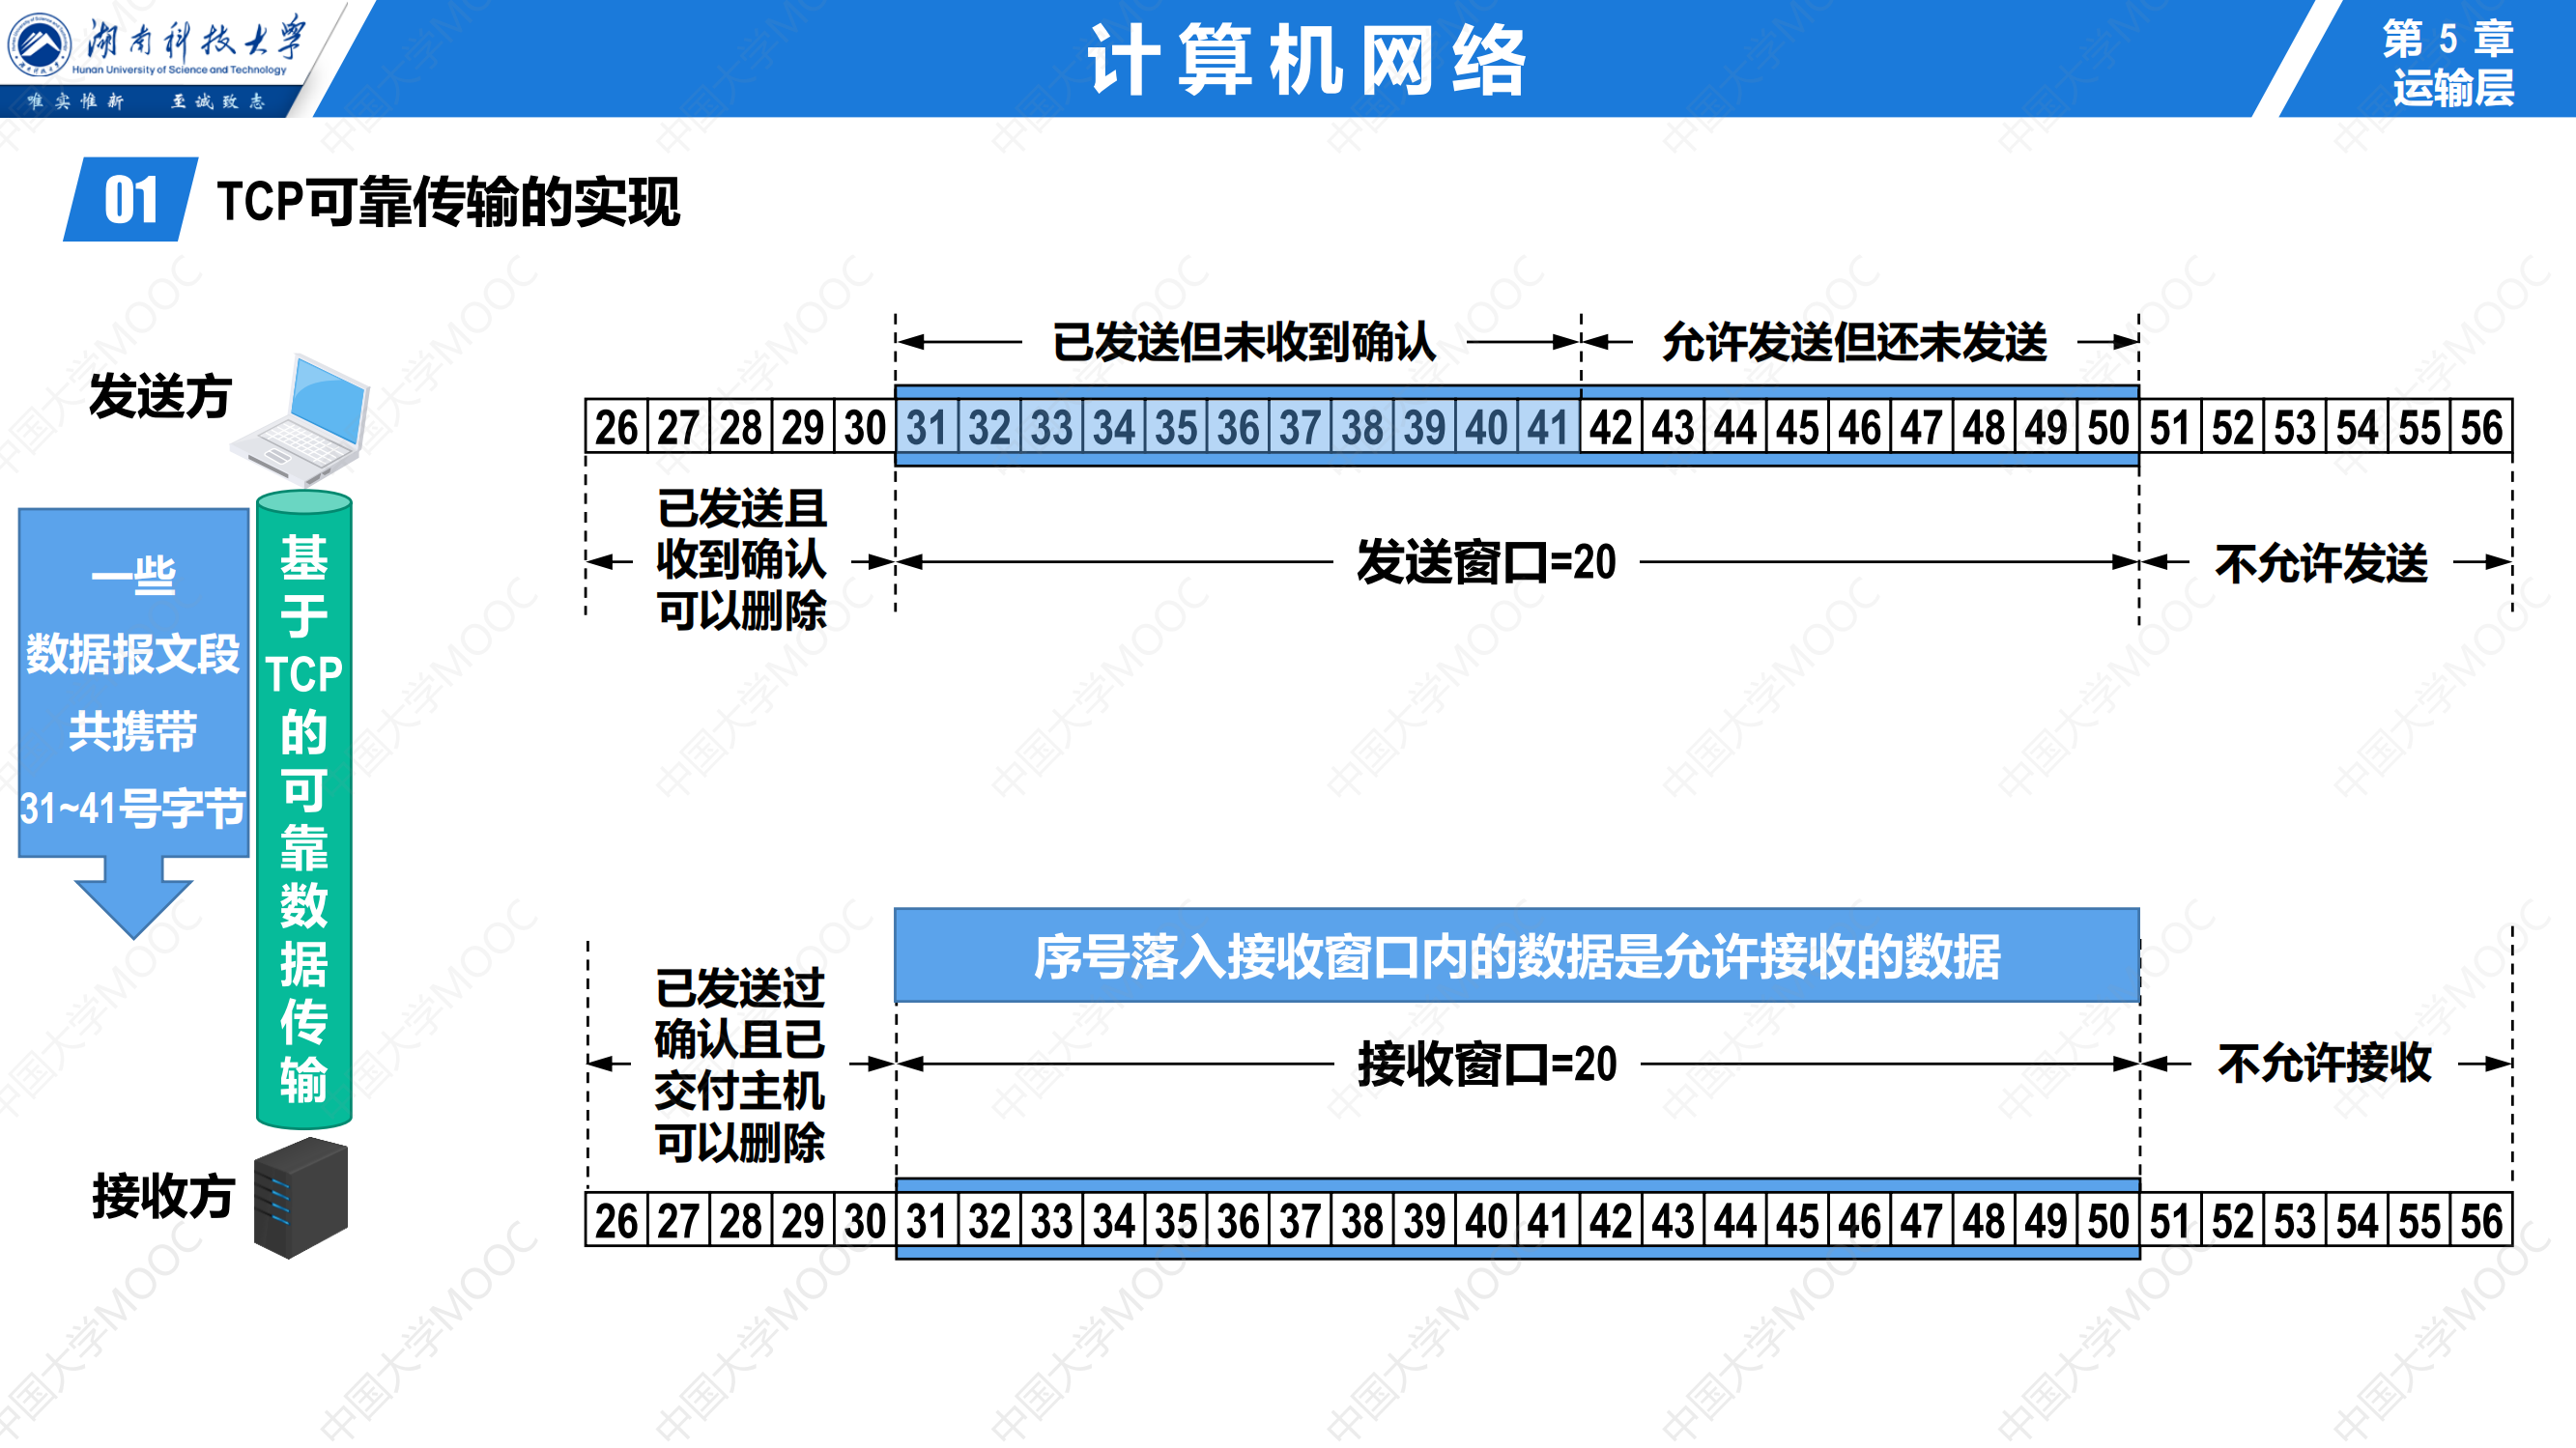 湖南科技大学
Hunan University of Science and Technology
唯实惟新 至诚致志
计算机网络
第 5 章
运输层
01 TCP可靠传输的实现
发送方
已发送但未收到确认 允许发送但还未发送
26 27 28 29 30 31 32 33 34 35 36 37 38 39 40 41 42 43 44 45 46 47 48 49 50 51 52 53 54 55 56
已发送且
收到确认
可以删除
发送窗口=20
不允许发送
一些
数据报文段
共携带
31~41号字节
基
于
TCP
的
可
靠
数
据
传
输
序号落入接收窗口内的数据是允许接收的数据
已发送过
确认且已
交付主机
可以删除
接收窗口=20
不允许接收
接收方
26 27 28 29 30 31 32 33 34 35 36 37 38 39 40 41 42 43 44 45 46 47 48 49 50 51 52 53 54 55 56
中国大学MOOC